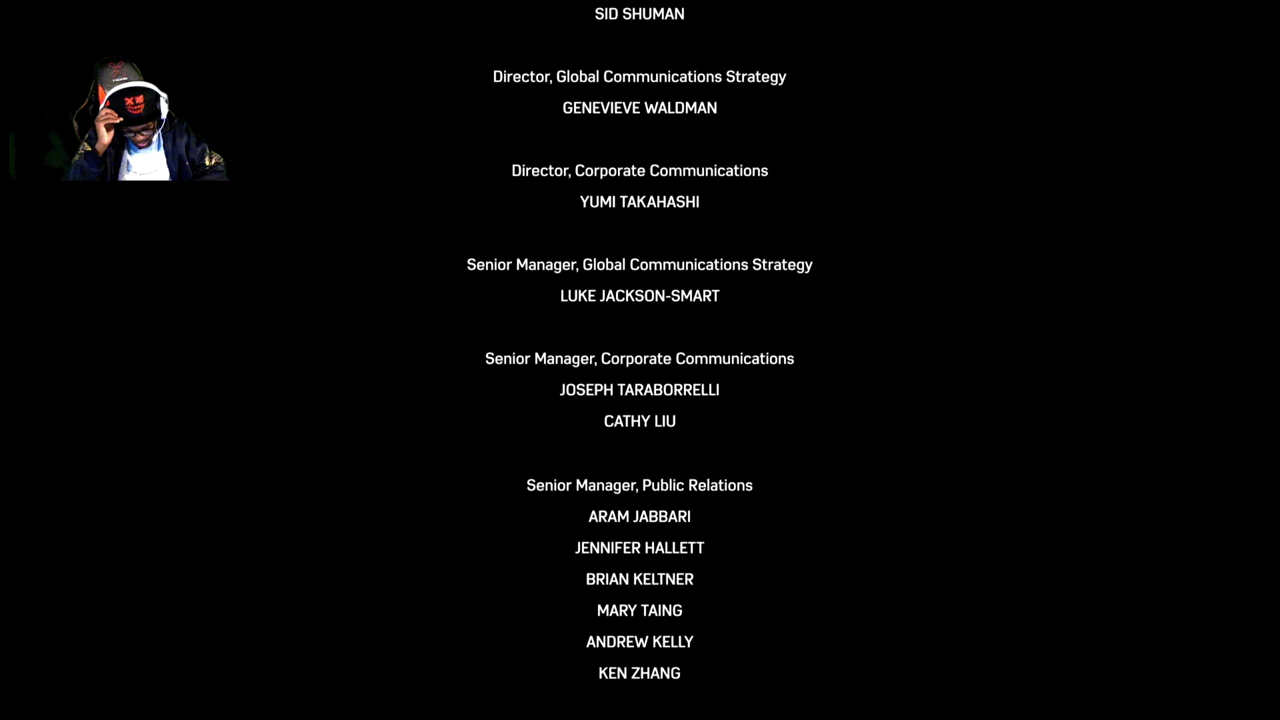 SID SHUMAN
Director, Global Communications Strategy
GENEVIEVE WALDMAN
Director, Corporate Communications
YUMI TAKAHASHI
Senior Manager, Global Communications Strategy
LUKE JACKSON-SMART
Senior Manager, Corporate Communications
JOSEPH TARABORRELLI
CATHY LIU
Senior Manager, Public Relations
ARAM JABBARI
JENNIFER HALLETT
BRIAN KELTNER
MARY TAING
ANDREW KELLY
KEN ZHANG